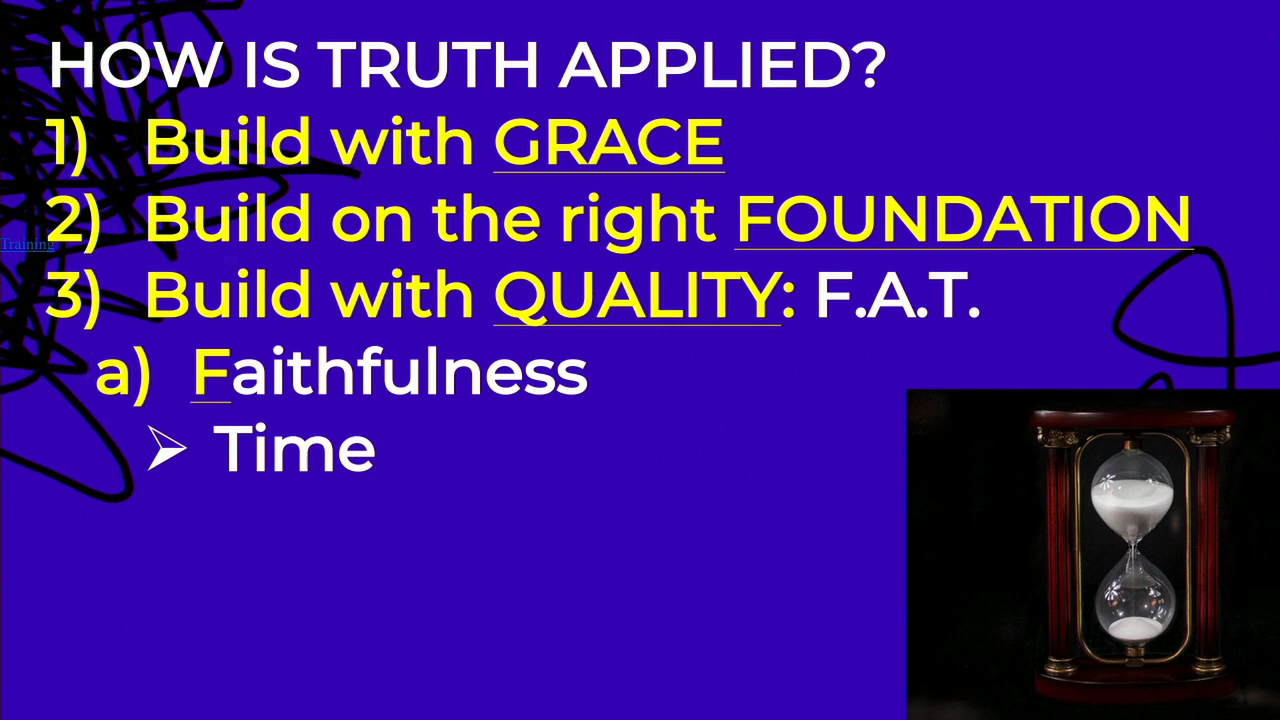 HOW IS TRUTH APPLIED?
1) Build with GRACE
2) Build on the right FOUNDATION
Training
3) Build with QUALITY: F.A.T.
a) Faithfulness
➢ Time